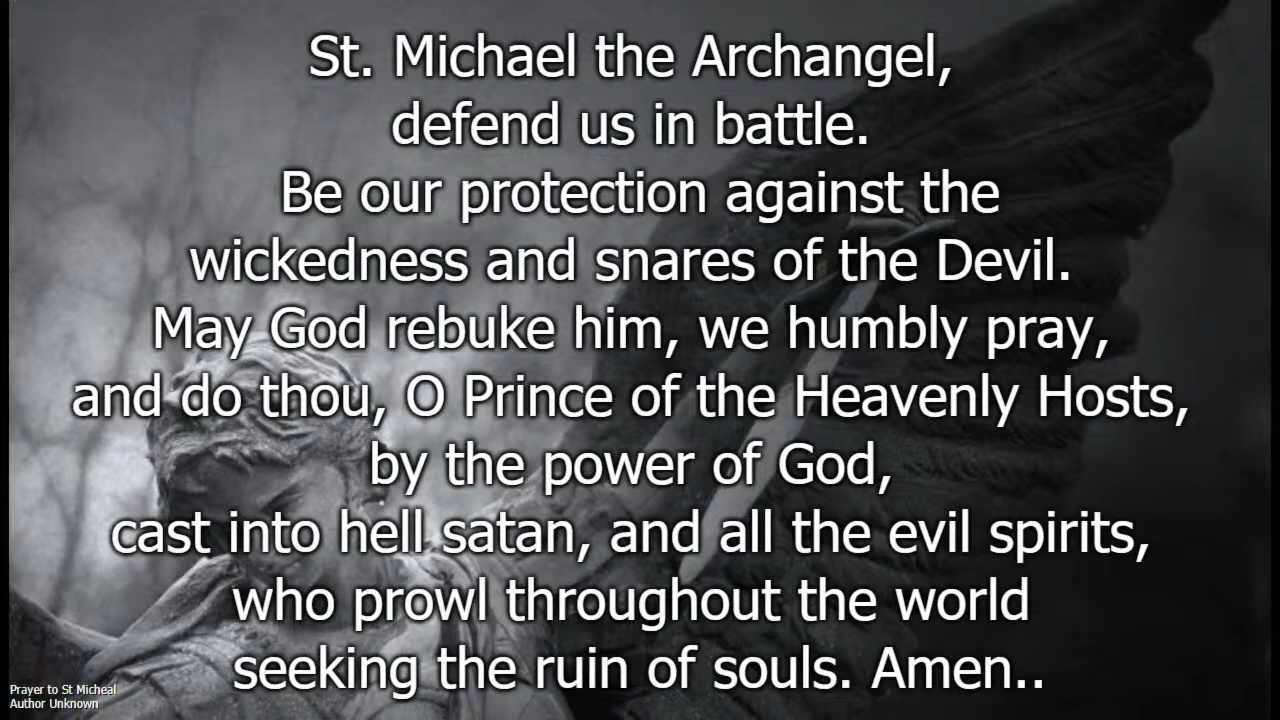 St. Michael the Archangel,
defend us in battle.
Be our protection against the
wickedness and snares of the Devil.
May God rebuke him, we humbly pray,
and do thou, O Prince of the Heavenly Hosts,
by the power of God,
cast into hell satan, and all the evil spirits,
who prowl throughout the world
seeking the ruin of souls. Amen..
Prayer to St Micheal
Author Unknown